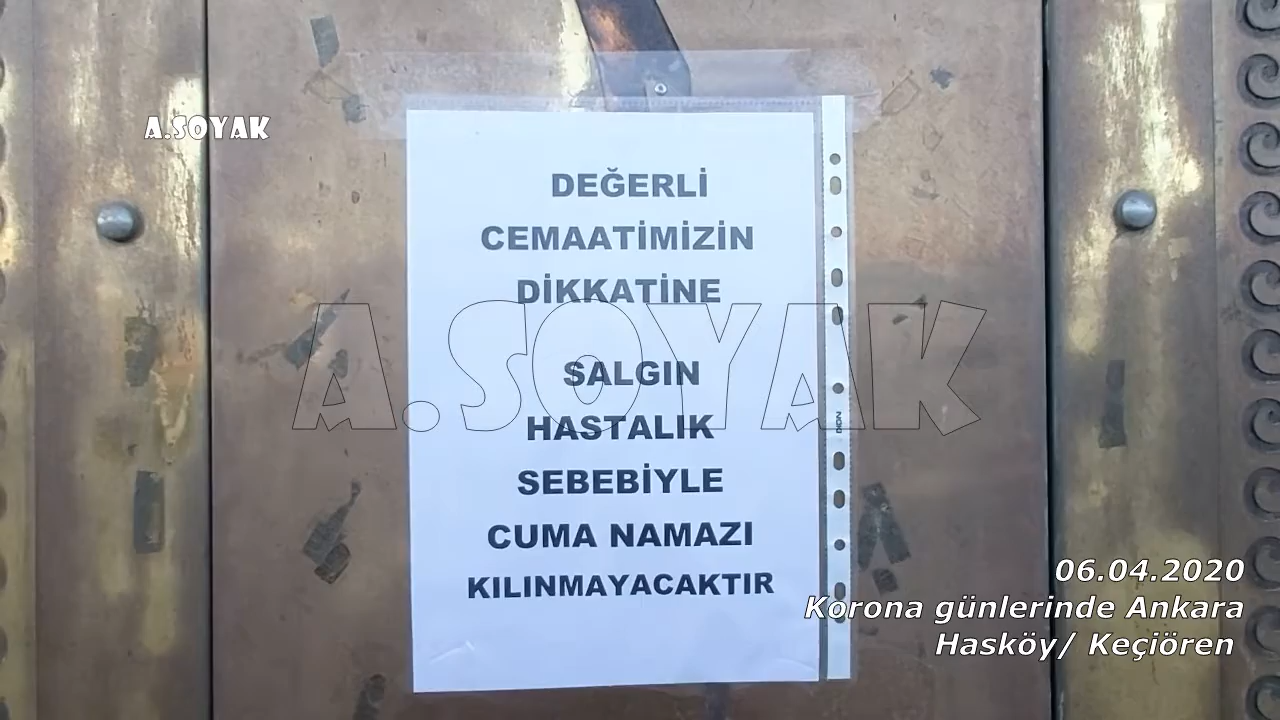 A.SOYAK
DEĞERLİ
CEMAATİMİZİN
DİKKATİNE
A.SOYAK
SALGIN
HASTALIK
SEBEBİYLE
CUMA NAMAZI
KILINMAYACAKTIR
06.04.2020
Korona günlerinde Ankara
Hasköy/ Keçiören